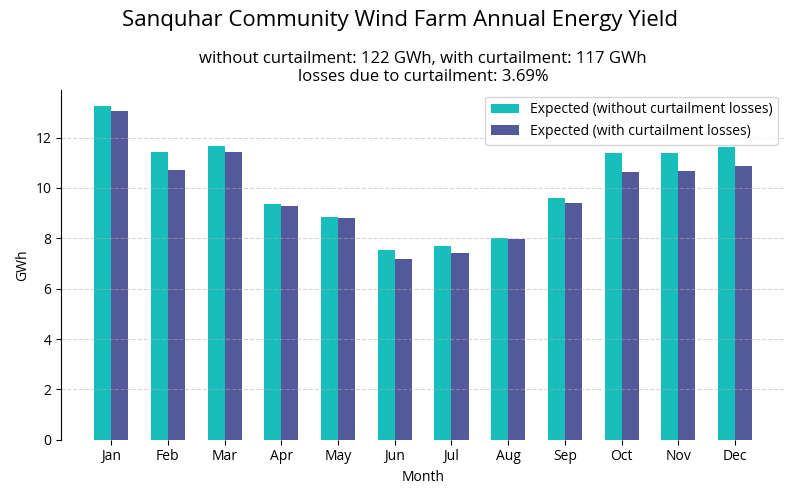 Sanquhar Community Wind Farm Annual Energy Yield
without curtailment: 122 GWh, with curtailment: 117 GWh
losses due to curtailment: 3.69%
Expected (without curtailment losses)
Expected (with curtailment losses)
12
10
8
6
4
2
0
GWh
Jan Feb Mar Apr May Jun Jul Aug Sep Oct Nov Dec
Month